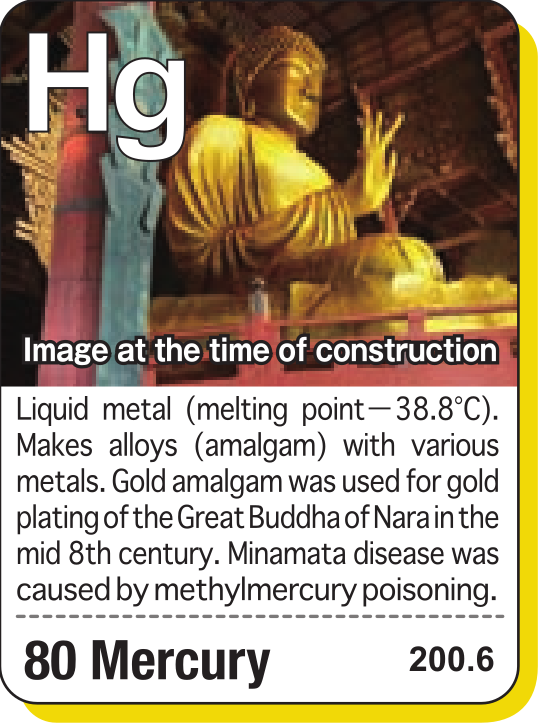 Hg
Image at the time of construction
Liquid metal (melting point－38.8℃).
Makes alloys (amalgam) with various
metals. Gold amalgam was used for gold
plating of the Great Buddha of Nara in the
mid 8th century. Minamata disease was
caused by methylmercury poisoning.
80 Mercury
200.6